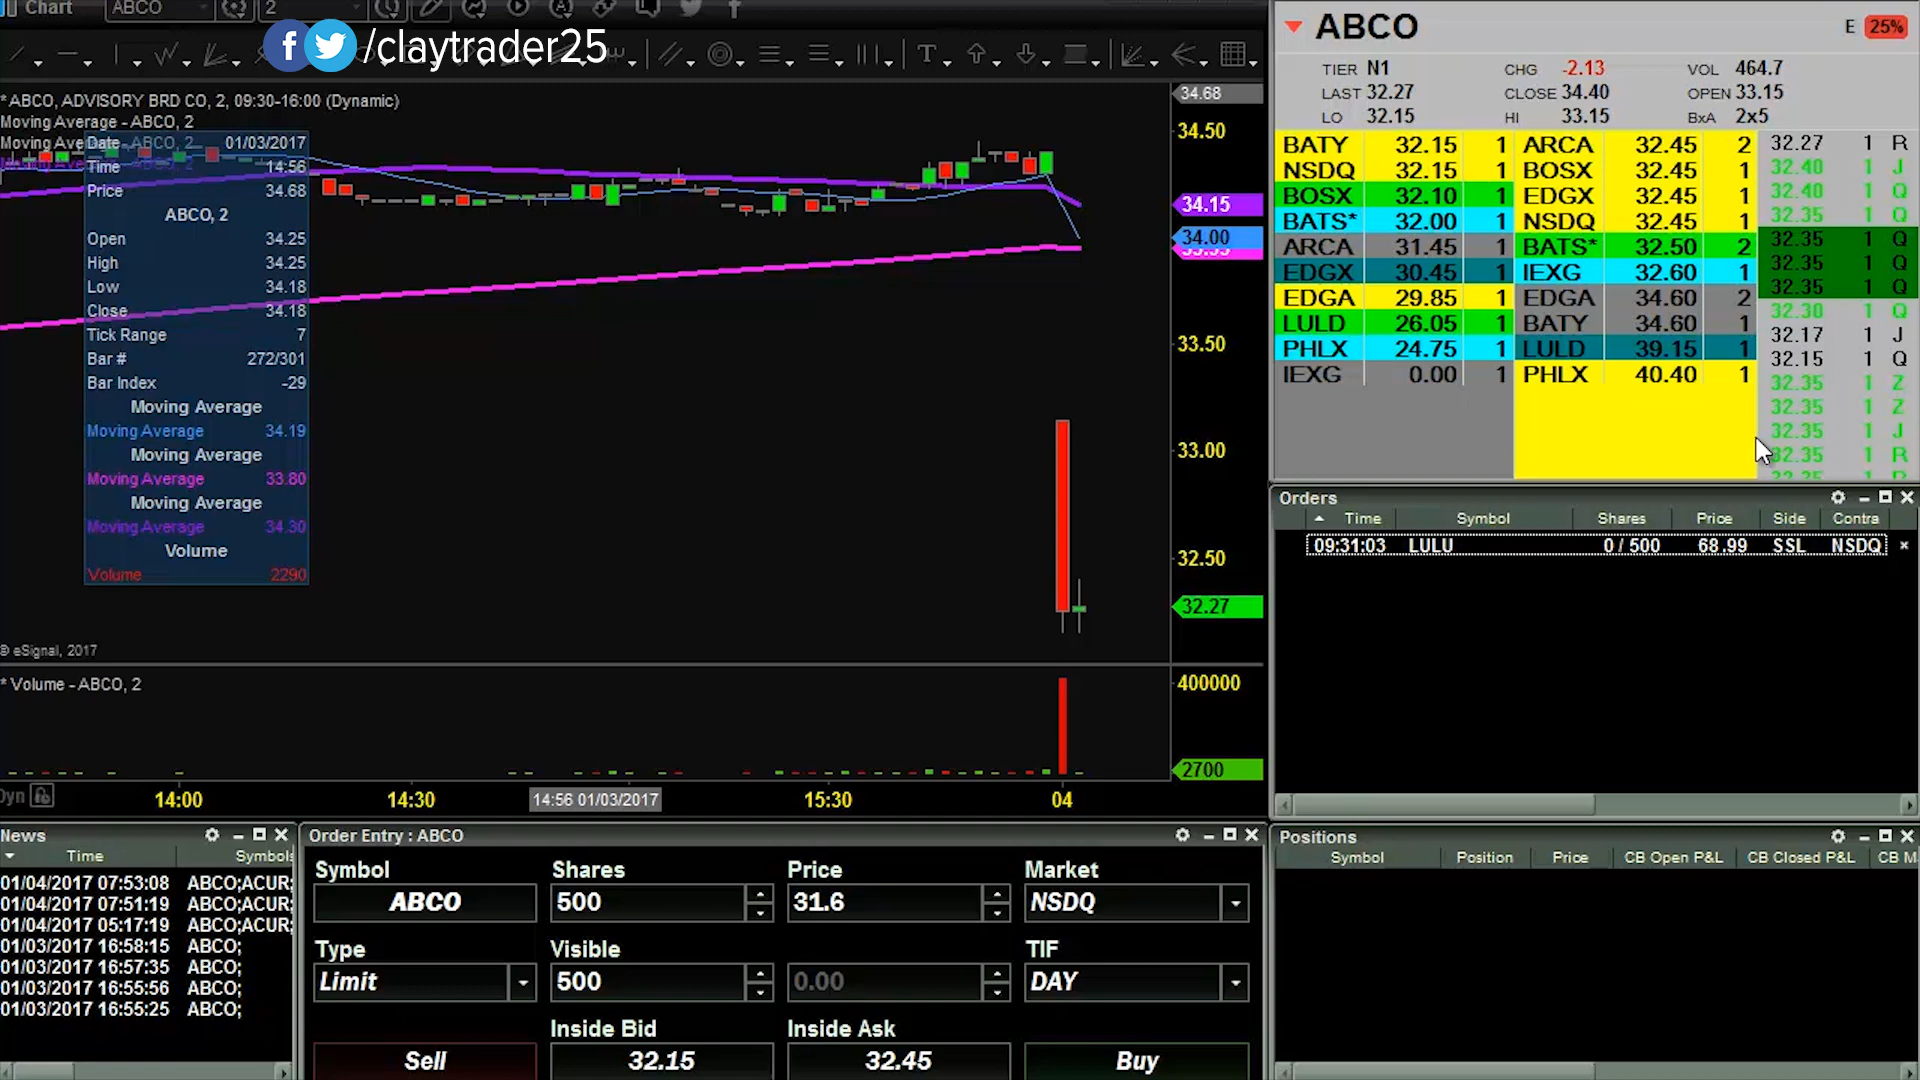 Chart ABCO 2
f /claytrader25
* ABCO, ADVISORY BRD CO, 2, 09:30-16:00 (Dynamic)
Moving Average - ABCO, 2
Date 01/03/2017
Time 14:56
Price 34.68
ABCO, 2
Open 34.25
High 34.25
Low 34.18
Close 34.18
Tick Range 7
Bar # 272/301
Bar Index -29
Moving Average
Moving Average 34.19
Moving Average
Moving Average 33.80
Moving Average
Moving Average 34.30
Volume
Volume 2290
© eSignal, 2017
34.68
34.50
34.15
34.00
33.50
33.00
32.50
32.27
* Volume - ABCO, 2
400000
2700
Dyn
14:00 14:30 14:56 01/03/2017 15:30 04
ABCO E 25%
TIER N1 CHG -2.13 VOL 464.7
LAST 32.27 CLOSE 34.40 OPEN 33.15
LO 32.15 HI 33.15 BxA 2x5
BATY 32.15 1 ARCA 32.45 2
NSDQ 32.15 1 BOSX 32.45 1
BOSX 32.10 1 EDGX 32.45 1
BATS* 32.00 1 NSDQ 32.45 1
ARCA 31.45 1 BATS* 32.50 2
EDGX 30.45 1 IEXG 32.60 1
EDGA 29.85 1 EDGA 34.60 2
LULD 26.05 1 BATY 34.60 1
PHLX 24.75 1 LULD 39.15 1
IEXG 0.00 1 PHLX 40.40 1
32.27 1 R
32.40 1 J
32.40 1 Q
32.35 1 Q
32.35 1 Q
32.35 1 Q
32.35 1 Q
32.30 1 Q
32.17 1 J
32.15 1 Q
32.35 1 Z
32.35 1 Z
32.35 1 J
32.35 1 R
Orders
Time Symbol Shares Price Side Contra
09:31:03 LULU 0 / 500 68.99 SSL NSDQ
News
Time Symbols
01/04/2017 07:53:08 ABCO;ACUR;
01/04/2017 07:51:19 ABCO;ACUR;
01/04/2017 05:17:19 ABCO;ACUR;
01/03/2017 16:58:15 ABCO;
01/03/2017 16:57:35 ABCO;
01/03/2017 16:55:56 ABCO;
01/03/2017 16:55:25 ABCO;
Order Entry : ABCO
Symbol Shares Price Market
ABCO 500 31.6 NSDQ
Type Visible TIF
Limit 500 0.00 DAY
Inside Bid Inside Ask
Sell 32.15 32.45 Buy
Positions
Symbol Position Price CB Open P&L CB Closed P&L CB M